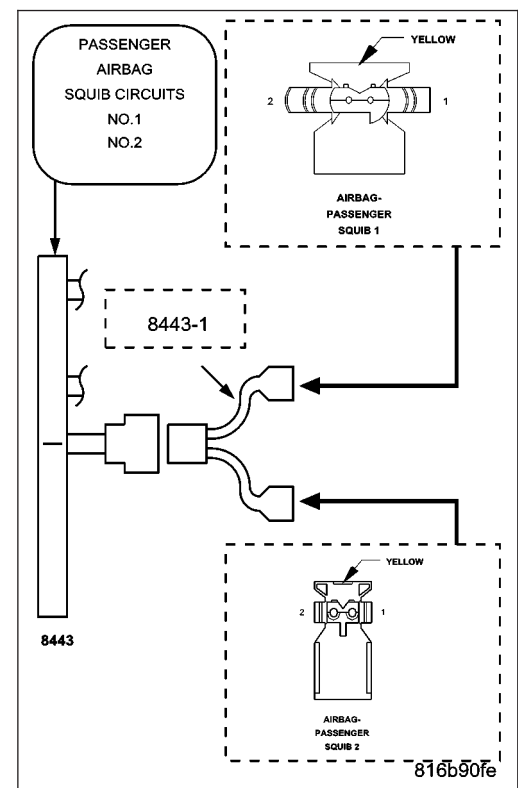 PASSENGER
AIRBAG
SQUIB CIRCUITS
NO.1
NO.2
YELLOW
2
1
AIRBAG-
PASSENGER
SQUIB 1
8443-1
8443
YELLOW
2
1
AIRBAG-
PASSENGER
SQUIB 2
816b90fe